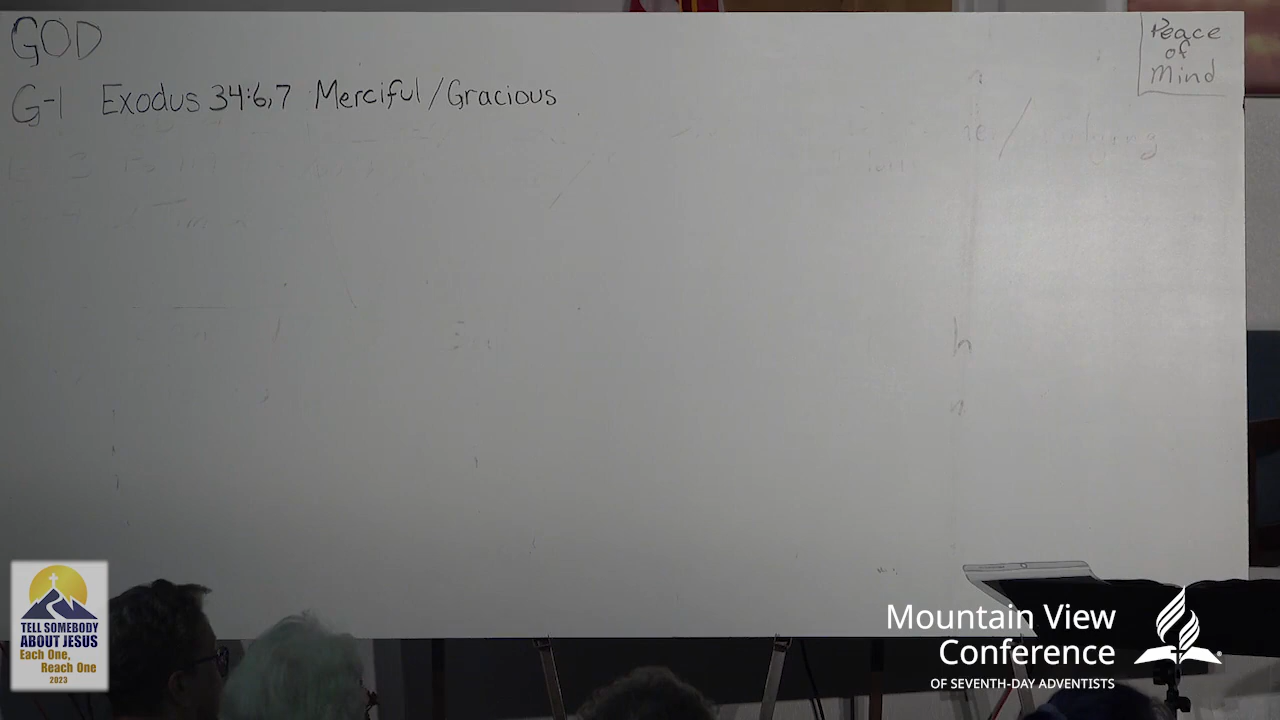 GOD
Peace
of
Mind
G-1 Exodus 34:6,7 Merciful/Gracious
TELL SOMEBODY
ABOUT JESUS
Each One,
Reach One
2023
Mountain View
Conference
OF SEVENTH-DAY ADVENTISTS